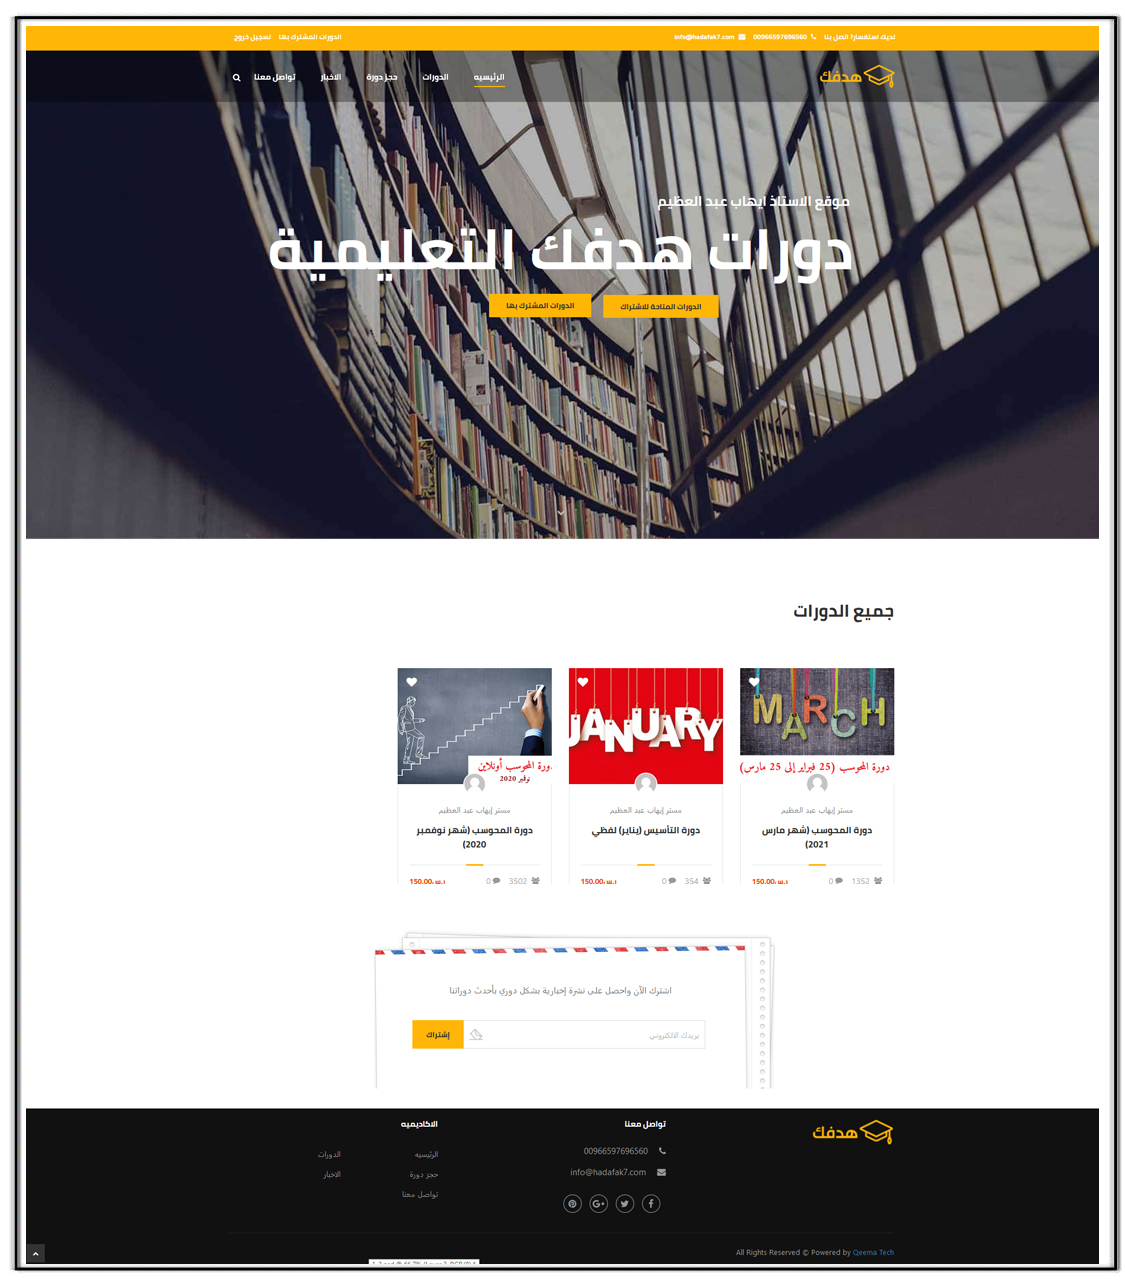 لديك استفسار؟ اتصل بنا 00966597696560 info@hadafak7.com
الدورات المشترك بها تسجيل خروج
هدفك
الرئيسيه الدورات حجز دورة الاخبار تواصل معنا
موقع الاستاذ ايهاب عبد العظيم
دورات هدفك التعليمية
الدورات المتاحة للاشتراك الدورات المشترك بها
جميع الدورات
MARCH
دورة المحوسب (25 فبراير إلى 25 مارس)
مستر إيهاب عبد العظيم
دورة المحوسب (شهر مارس
2021)
1352 0 ر.س150.00
JANUARY
مستر إيهاب عبد العظيم
دورة التأسيس (يناير) لفظي
354 0 ر.س150.00
دورة المحوسب أونلاين
نوفمبر 2020
مستر إيهاب عبد العظيم
دورة المحوسب (شهر نوفمبر
2020)
3502 0 ر.س150.00
اشترك الآن واحصل على نشرة إخبارية بشكل دوري بأحدث دوراتنا
بريدك الالكتروني
إشتراك
هدفك
تواصل معنا
00966597696560
info@hadafak7.com
الاكاديميه
الرئيسيه الدورات
حجز دورة الاخبار
تواصل معنا
All Rights Reserved © Powered by Qeema Tech